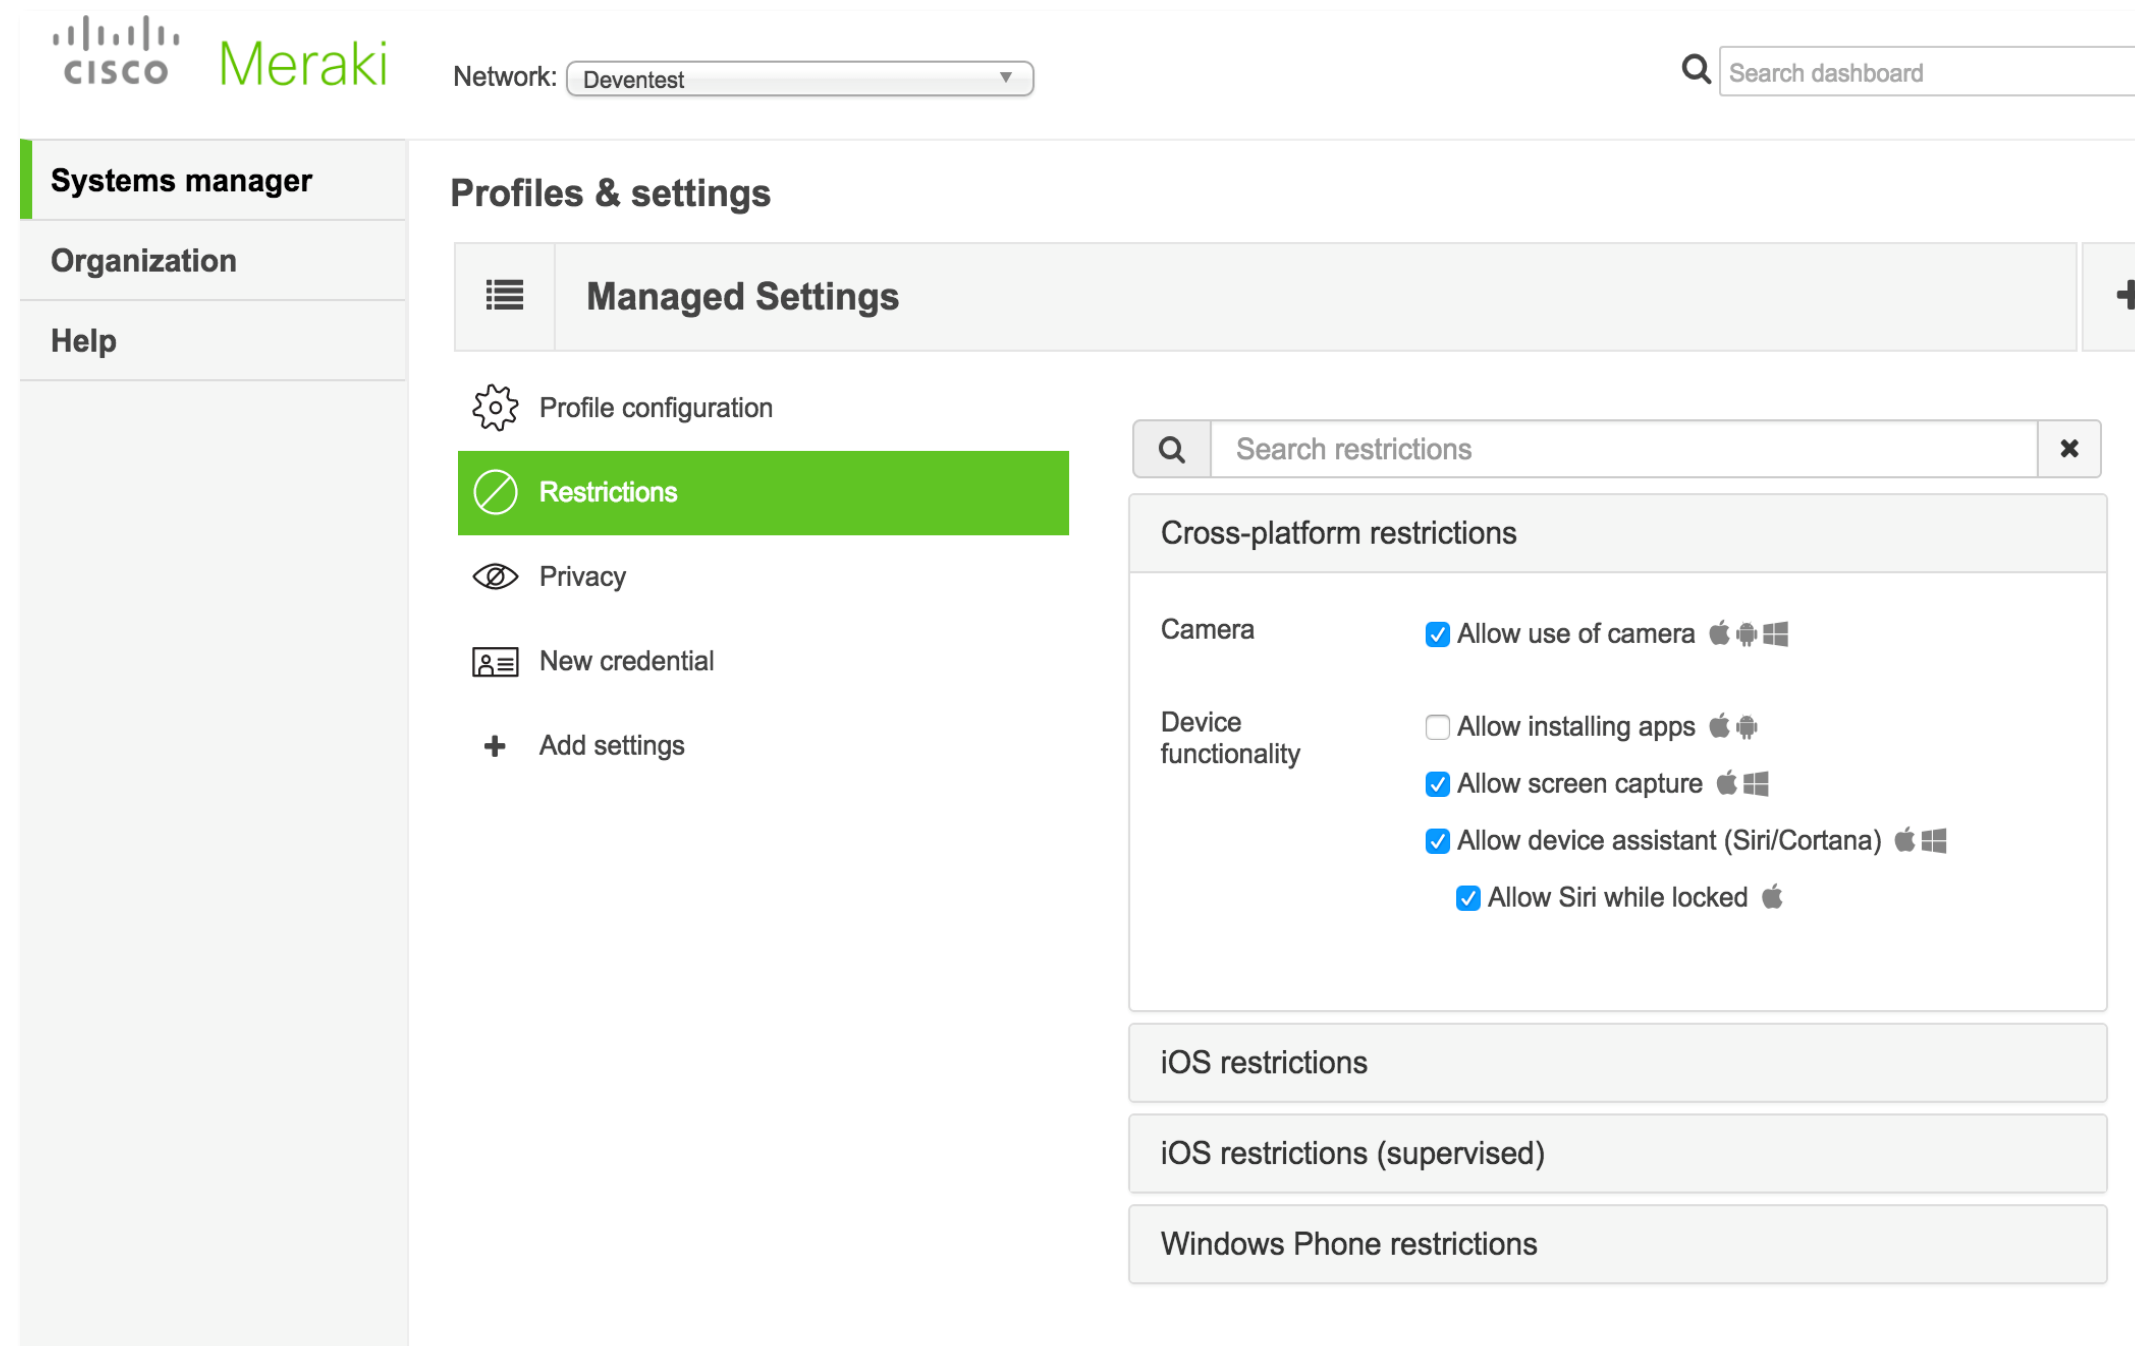 CISCO Meraki
Network: Deventest
Search dashboard
Systems manager
Organization
Help
Profiles & settings
Managed Settings
Profile configuration
Restrictions
Privacy
New credential
Add settings
Search restrictions
Cross-platform restrictions
Camera
Allow use of camera
Device
functionality
Allow installing apps
Allow screen capture
Allow device assistant (Siri/Cortana)
Allow Siri while locked
iOS restrictions
iOS restrictions (supervised)
Windows Phone restrictions